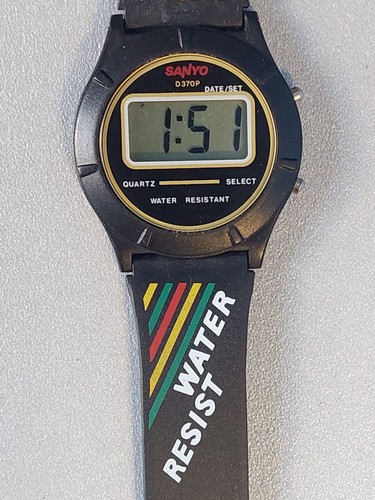 SANYO
D370P
DATE/SET
1:51
QUARTZ SELECT
WATER RESISTANT
WATER
RESIST